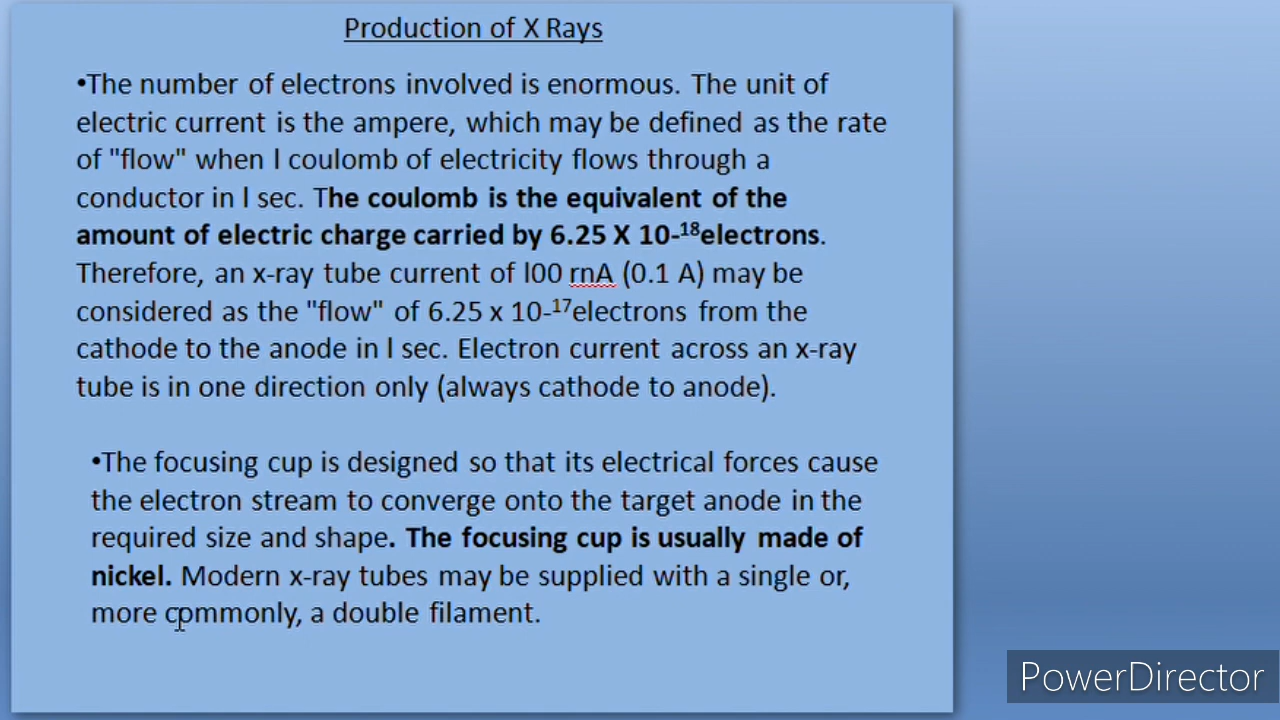 Production of X Rays
•The number of electrons involved is enormous. The unit of
electric current is the ampere, which may be defined as the rate
of "flow" when l coulomb of electricity flows through a
conductor in l sec. The coulomb is the equivalent of the
amount of electric charge carried by 6.25 X 10-¹⁸electrons.
Therefore, an x-ray tube current of l00 rnA (0.1 A) may be
considered as the "flow" of 6.25 x 10-¹⁷electrons from the
cathode to the anode in l sec. Electron current across an x-ray
tube is in one direction only (always cathode to anode).
•The focusing cup is designed so that its electrical forces cause
the electron stream to converge onto the target anode in the
required size and shape. The focusing cup is usually made of
nickel. Modern x-ray tubes may be supplied with a single or,
more commonly, a double filament.
PowerDirector